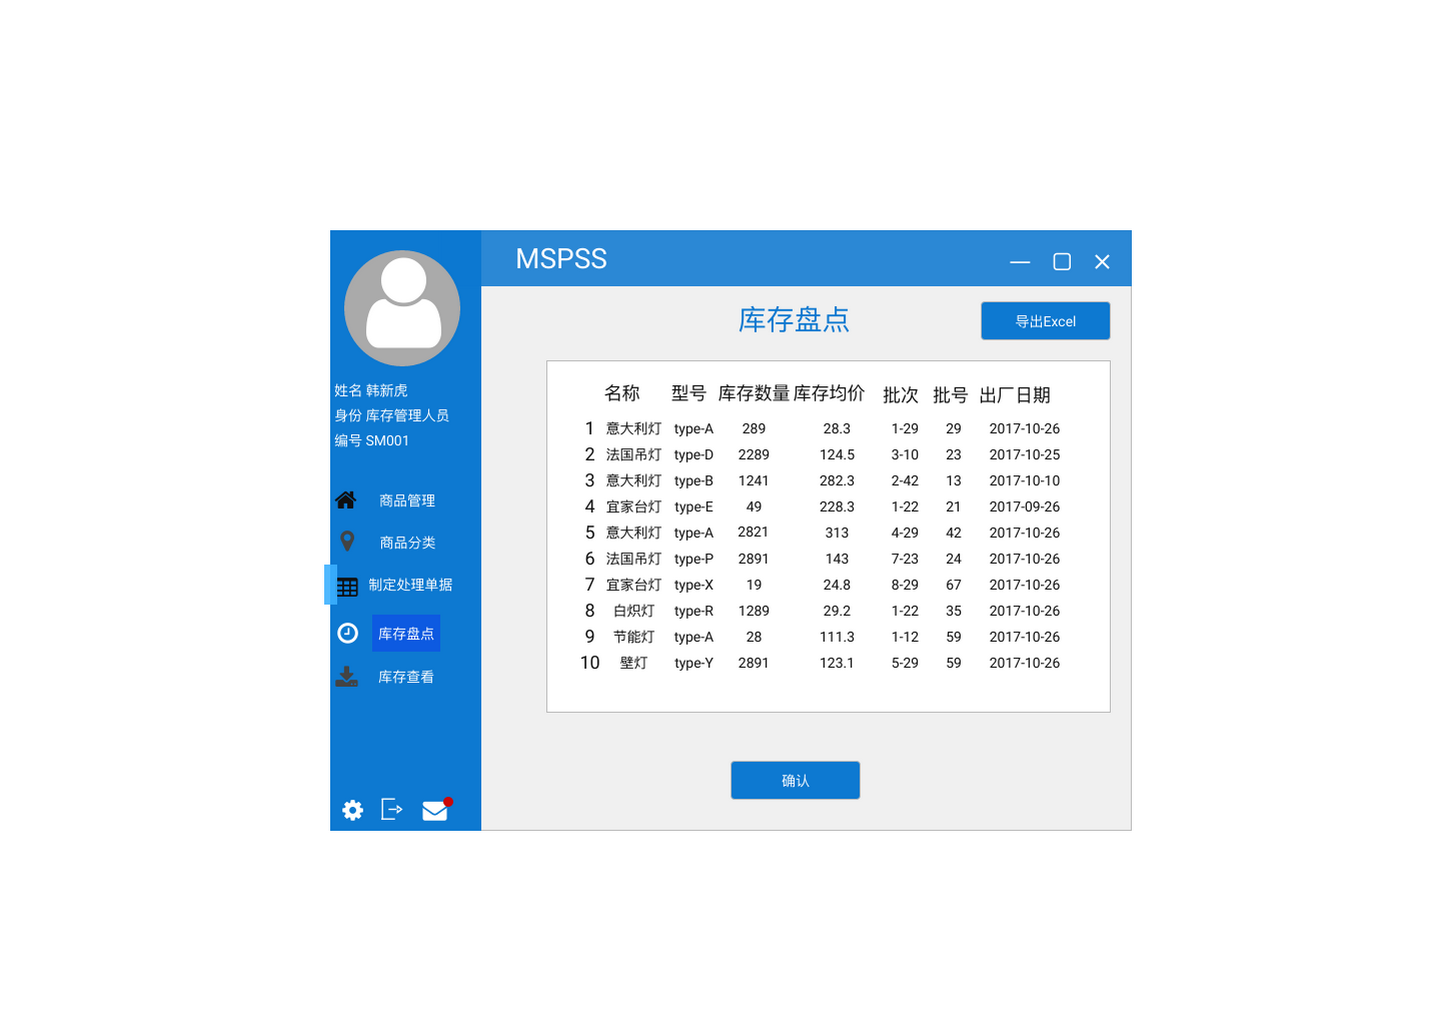 MSPSS
姓名 韩新虎
身份 库存管理人员
编号 SM001
商品管理
商品分类
制定处理单据
库存盘点
库存查看
库存盘点
导出Excel
名称 型号 库存数量 库存均价 批次 批号 出厂日期
1 意大利灯 type-A 289 28.3 1-29 29 2017-10-26
2 法国吊灯 type-D 2289 124.5 3-10 23 2017-10-25
3 意大利灯 type-B 1241 282.3 2-42 13 2017-10-10
4 宜家台灯 type-E 49 228.3 1-22 21 2017-09-26
5 意大利灯 type-A 2821 313 4-29 42 2017-10-26
6 法国吊灯 type-P 2891 143 7-23 24 2017-10-26
7 宜家台灯 type-X 19 24.8 8-29 67 2017-10-26
8 白炽灯 type-R 1289 29.2 1-22 35 2017-10-26
9 节能灯 type-A 28 111.3 1-12 59 2017-10-26
10 壁灯 type-Y 2891 123.1 5-29 59 2017-10-26
确认